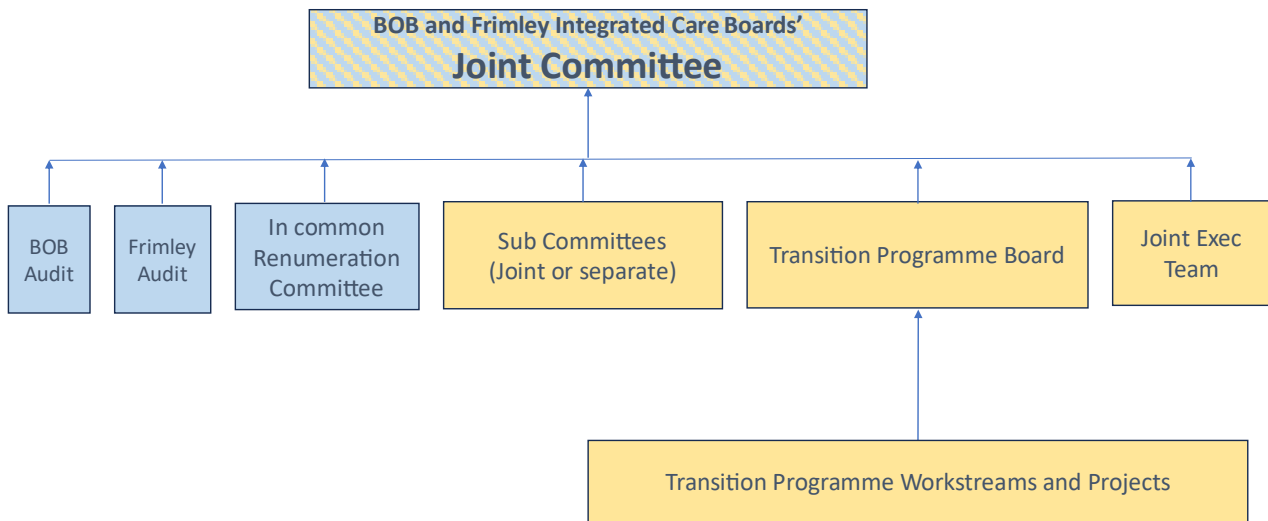 BOB and Frimley Integrated Care Boards’
Joint Committee
BOB
Audit
Frimley
Audit
In common
Renumeration
Committee
Sub Committees
(Joint or separate)
Transition Programme Board
Joint Exec
Team
Transition Programme Workstreams and Projects